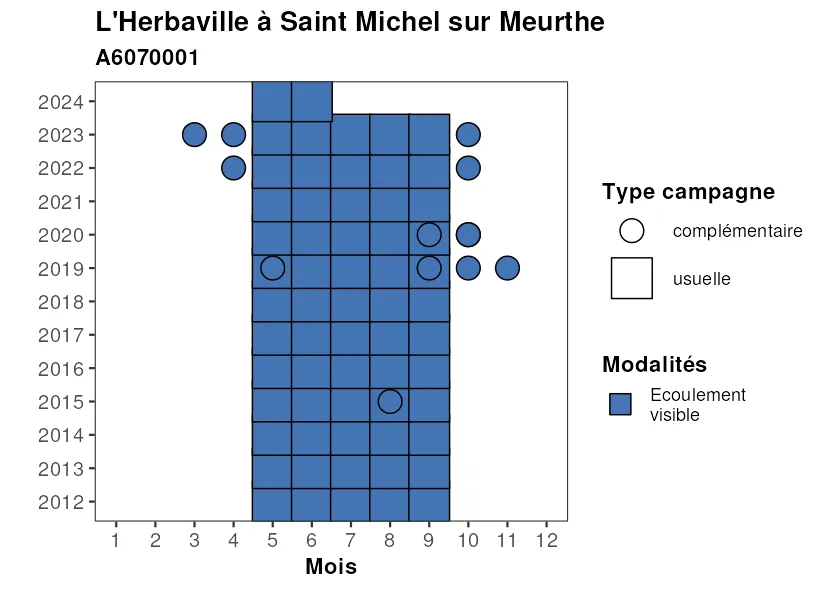 L'Herbaville à Saint Michel sur Meurthe
A6070001
2024
2023
2022
2021
2020
2019
2018
2017
2016
2015
2014
2013
2012
1 2 3 4 5 6 7 8 9 10 11 12
Mois
Type campagne
complémentaire
usuelle
Modalités
Ecoulement
visible